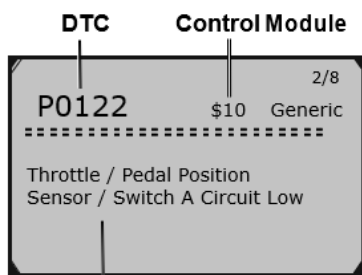 DTC Control Module
2/8
P0122 $10 Generic
Throttle / Pedal Position
Sensor / Switch A Circuit Low